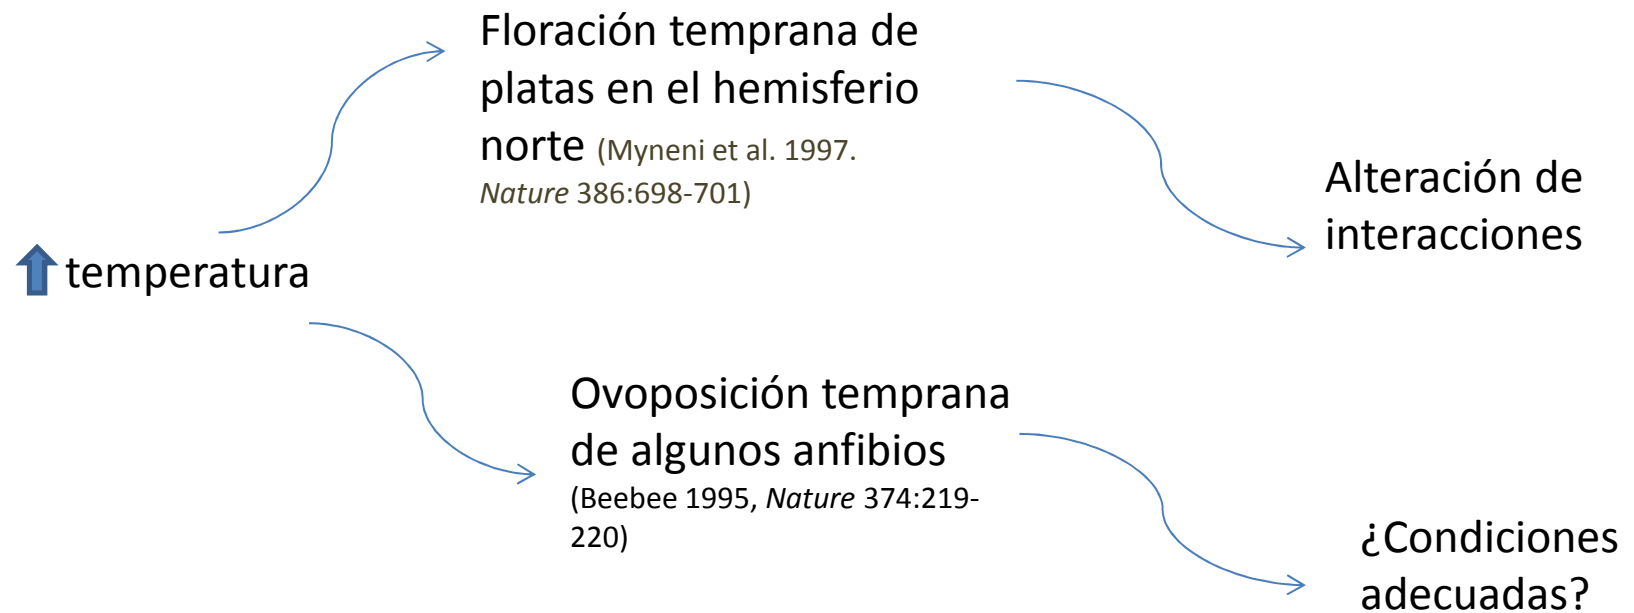 Floración temprana de
platas en el hemisferio
norte (Myneni et al. 1997.
Nature 386:698-701)
Alteración de
interacciones
temperatura
Ovoposición temprana
de algunos anfibios
(Beebee 1995, Nature 374:219-
220)
¿Condiciones
adecuadas?